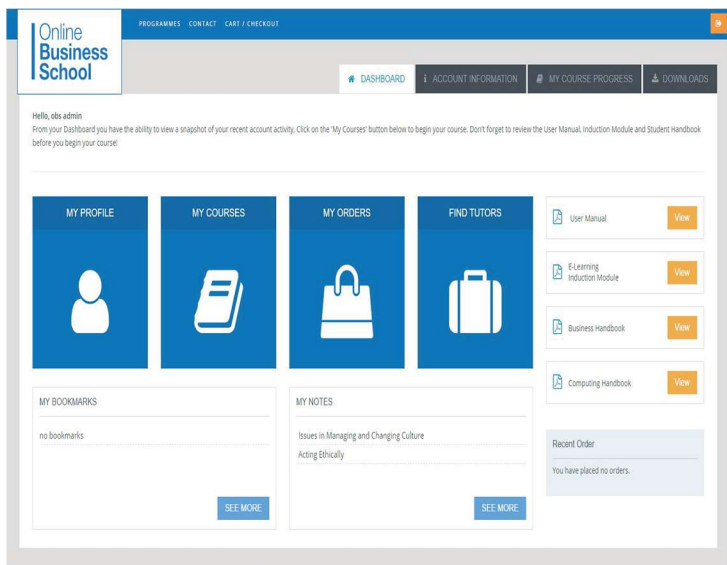 Online
Business
School
PROGRAMMES CONTACT CART / CHECKOUT
DASHBOARD
ACCOUNT INFORMATION
MY COURSE PROGRESS
DOWNLOADS
Hello, obs admin
From your Dashboard you have the ability to view a snapshot of your recent account activity, Click on the 'My Courses' button below to begin your course. Don't forget to review the User Manual, Induction Module and Student Handbook
before you begin your course!
MY PROFILE
MY COURSES
MY ORDERS
FIND TUTORS
User Manual
View
E-Learning
Induction Module
View
Business Handbook
View
Computing Handbook
View
MY BOOKMARKS
no bookmarks
SEE MORE
MY NOTES
Issues in Managing and Changing Culture
Acting Ethically
SEE MORE
Recent Order
You have placed no orders.